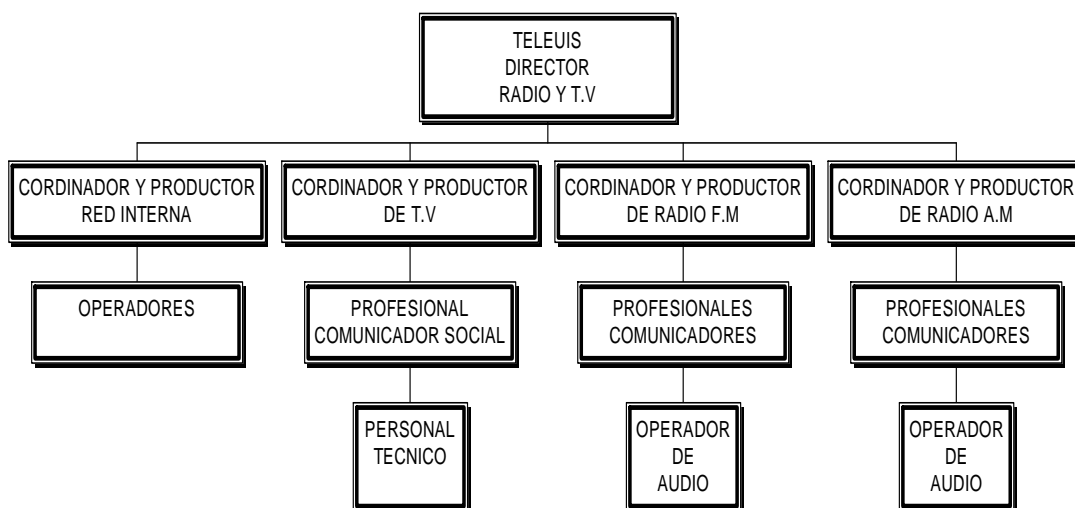 TELEUIS
DIRECTOR
RADIO Y T.V
CORDINADOR Y PRODUCTOR
RED INTERNA
CORDINADOR Y PRODUCTOR
DE T.V
CORDINADOR Y PRODUCTOR
DE RADIO F.M
CORDINADOR Y PRODUCTOR
DE RADIO A.M
OPERADORES
PROFESIONAL
COMUNICADOR SOCIAL
PROFESIONALES
COMUNICADORES
PROFESIONALES
COMUNICADORES
PERSONAL
TECNICO
OPERADOR
DE
AUDIO
OPERADOR
DE
AUDIO